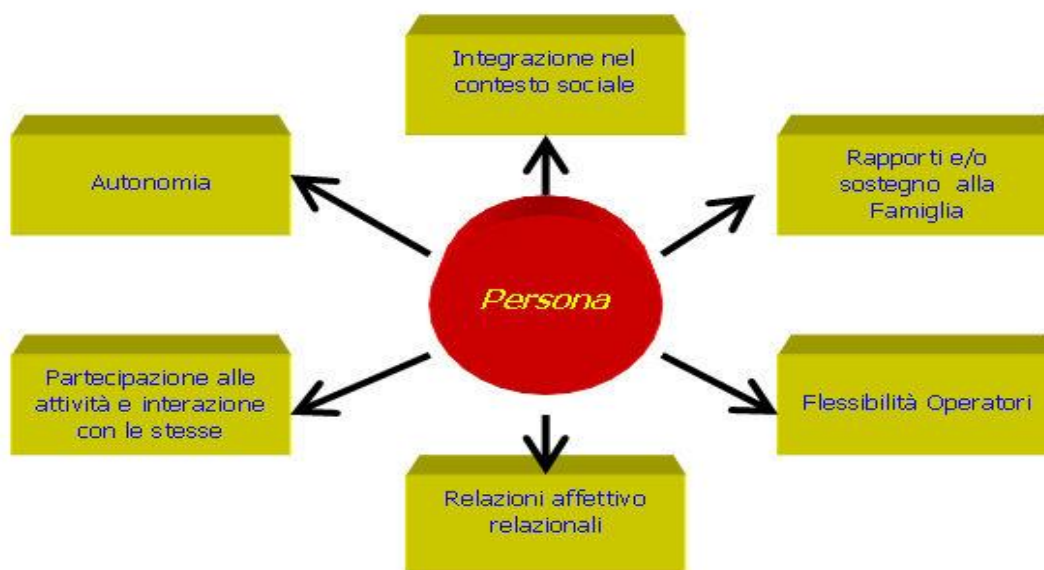 Integrazione nel
contesto sociale
Autonomia
Rapporti e/o
sostegno alla
Famiglia
Persona
Partecipazione alle
attività e interazione
con le stesse
Flessibilità Operatori
Relazioni affettivo
relazionali